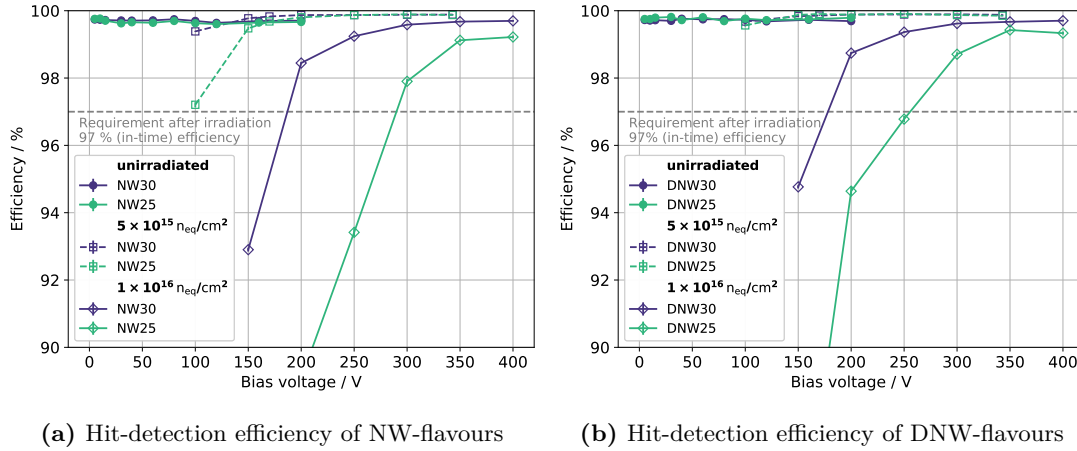 100
98
96
94
92
90
Efficiency / %
Requirement after irradiation
97 % (in-time) efficiency
unirradiated
NW30
NW25
5 × 10¹⁵ n_eq/cm²
NW30
NW25
1 × 10¹⁶ n_eq/cm²
NW30
NW25
0 50 100 150 200 250 300 350 400
Bias voltage / V
(a) Hit-detection efficiency of NW-flavours
100
98
96
94
92
90
Efficiency / %
Requirement after irradiation
97% (in-time) efficiency
unirradiated
DNW30
DNW25
5 × 10¹⁵ n_eq/cm²
DNW30
DNW25
1 × 10¹⁶ n_eq/cm²
DNW30
DNW25
0 50 100 150 200 250 300 350 400
Bias voltage / V
(b) Hit-detection efficiency of DNW-flavours